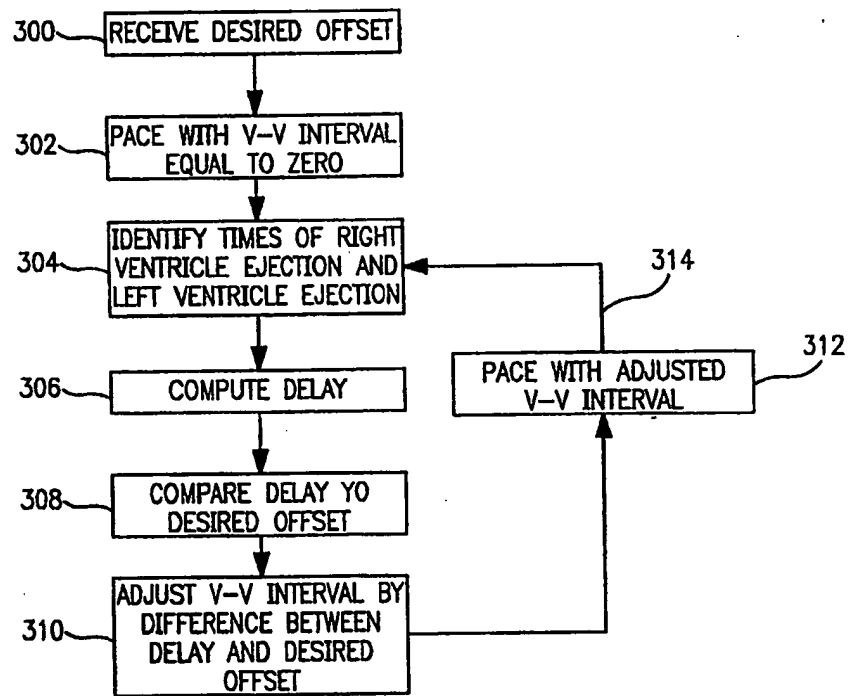 300
RECEIVE DESIRED OFFSET
302
PACE WITH V-V INTERVAL
EQUAL TO ZERO
304
IDENTIFY TIMES OF RIGHT
VENTRICLE EJECTION AND
LEFT VENTRICLE EJECTION
314
306
COMPUTE DELAY
PACE WITH ADJUSTED
V-V INTERVAL
312
308
COMPARE DELAY YO
DESIRED OFFSET
310
ADJUST V-V INTERVAL BY
DIFFERENCE BETWEEN
DELAY AND DESIRED
OFFSET